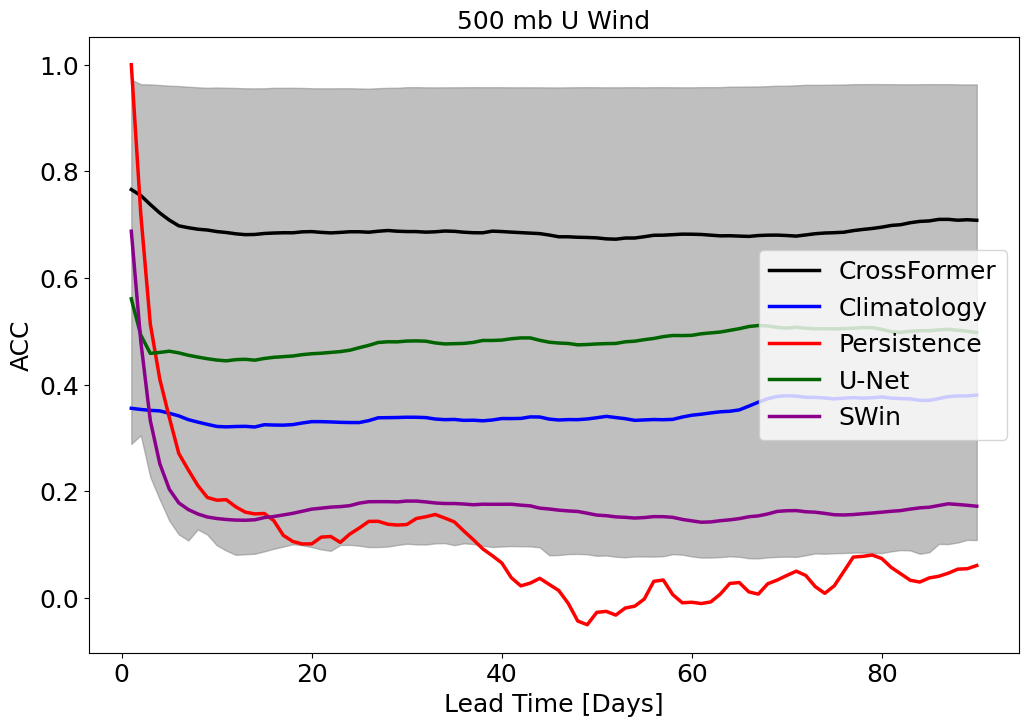 500 mb U Wind
1.0
0.8
0.6
0.4
0.2
0.0
ACC
CrossFormer
Climatology
Persistence
U-Net
SWin
0 20 40 60 80
Lead Time [Days]